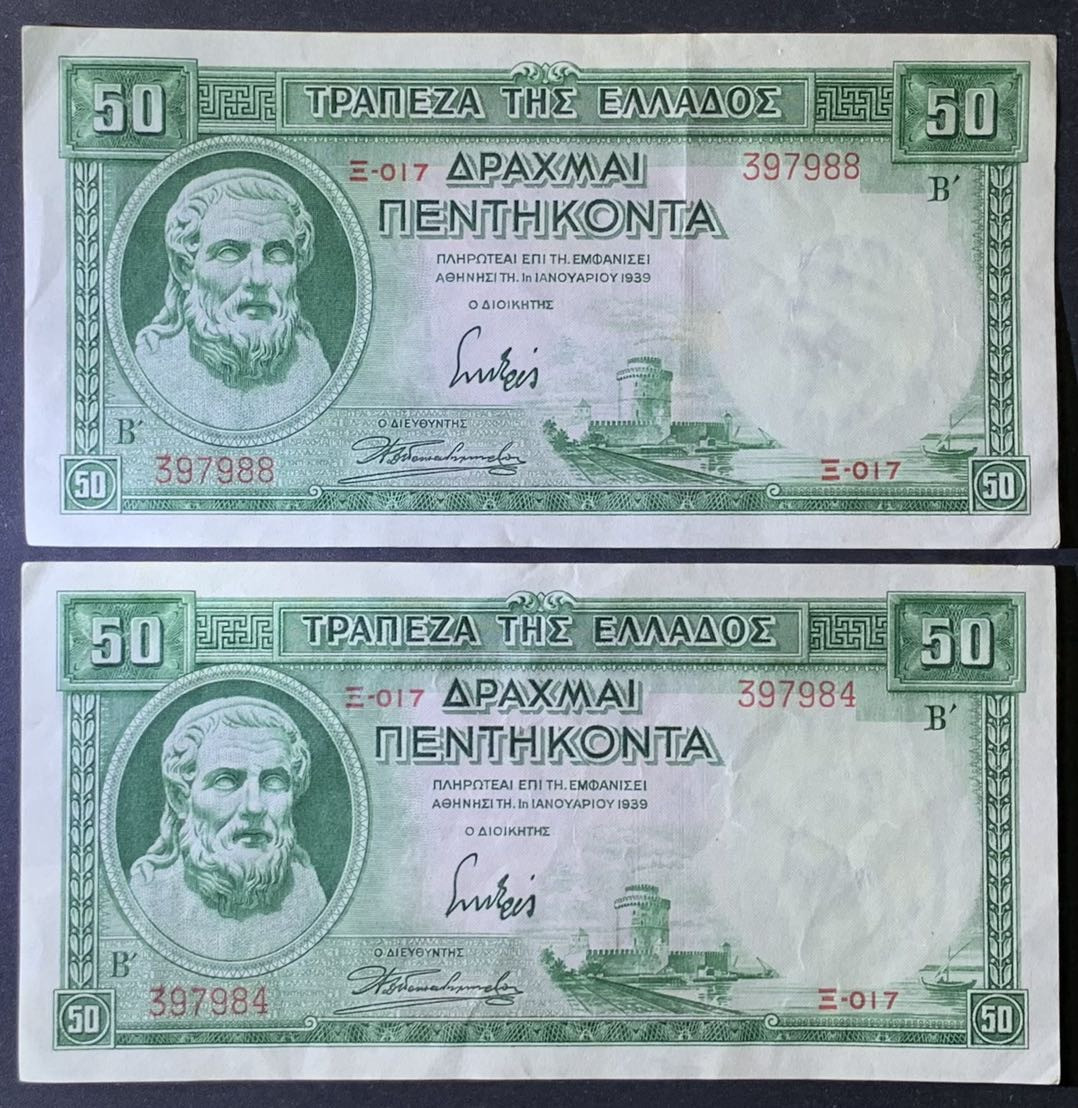 50 ΤΡΑΠΕΖΑ ΤΗΣ ΕΛΛΑΔΟΣ 50
Ξ-017 ΔΡΑΧΜΑΙ 397988
Β΄
ΠΕΝΤΗΚΟΝΤΑ
ΠΛΗΡΩΤΕΑΙ ΕΠΙ ΤΗ. ΕΜΦΑΝΙΣΕΙ
ΑΘΗΝΗΣΙ ΤΗ. 1η ΙΑΝΟΥΑΡΙΟΥ 1939
Ο ΔΙΟΙΚΗΤΗΣ
Ο ΔΙΕΥΘΥΝΤΗΣ
Β΄
397988 Ξ-017
50 50
50 ΤΡΑΠΕΖΑ ΤΗΣ ΕΛΛΑΔΟΣ 50
Ξ-017 ΔΡΑΧΜΑΙ 397984
Β΄
ΠΕΝΤΗΚΟΝΤΑ
ΠΛΗΡΩΤΕΑΙ ΕΠΙ ΤΗ. ΕΜΦΑΝΙΣΕΙ
ΑΘΗΝΗΣΙ ΤΗ. 1η ΙΑΝΟΥΑΡΙΟΥ 1939
Ο ΔΙΟΙΚΗΤΗΣ
Ο ΔΙΕΥΘΥΝΤΗΣ
Β΄
397984 Ξ-017
50 50